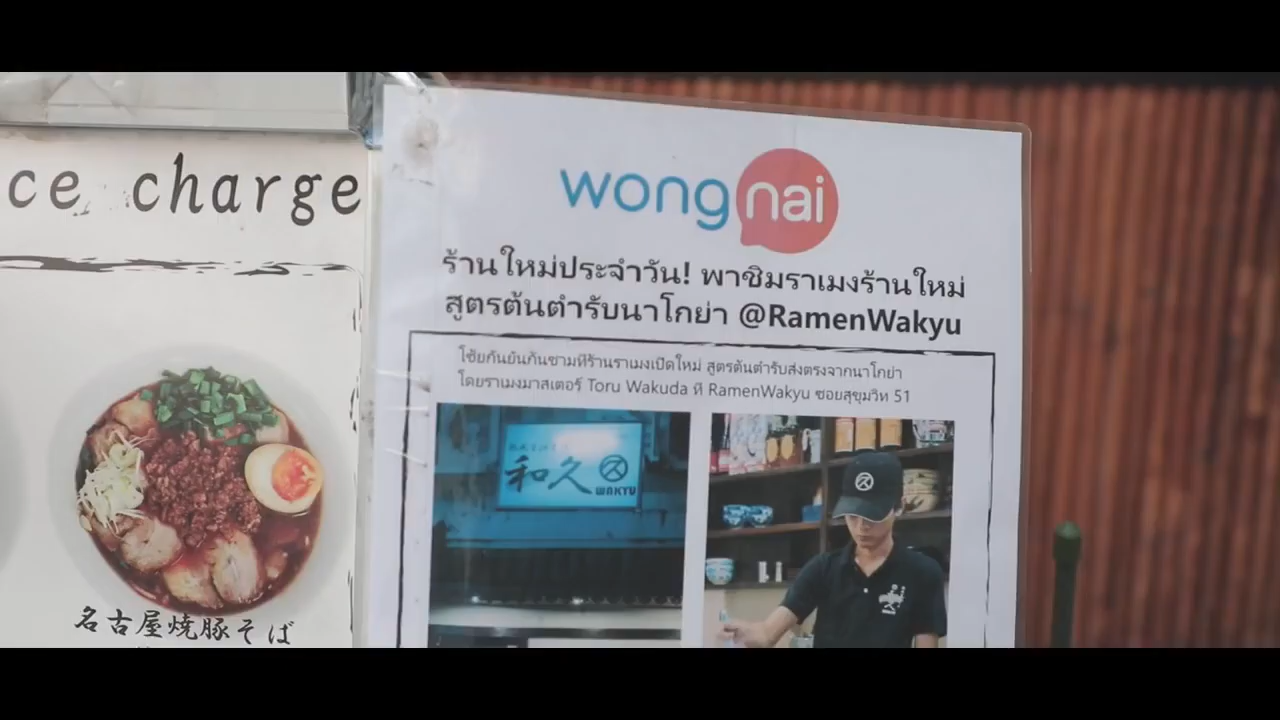 ce charge
名古屋焼豚そば
wongnai
ร้านใหม่ประจำวัน! พาชิมราเมงร้านใหม่
สูตรต้นตำรับนาโกย่า @RamenWakyu
โซ้ยกันยันก้นชามที่ร้านราเมงเปิดใหม่ สูตรต้นตำรับส่งตรงจากนาโกย่า
โดยราเมงมาสเตอร์ Toru Wakuda ที่ RamenWakyu ซอยสุขุมวิท 51
和久
WAKYU